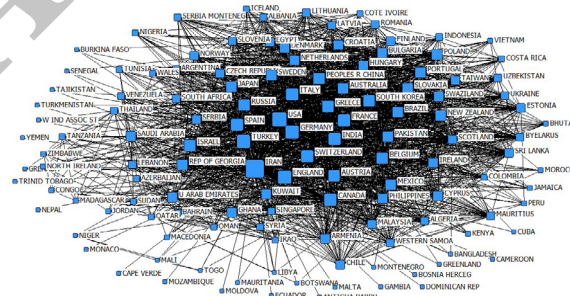 ICELAND
LITHUANIA
SERBIA MONTENEG
ALBANIA
COTE IVOIRE
LATVIA
ROMANIA
NIGERIA
SLOVENIA
EGYPT
CROATIA
FINLAND
INDONESIA
VIETNAM
BURKINA FASO
NORWAY
DENMARK
BULGARIA
POLAND
COSTA RICA
NETHERLANDS
HUNGARY
SENEGAL
TUNISIA
WALES
ARGENTINA
CZECH REPUBL
SWEDEN
PEOPLES R CHINA
PORTUGAL
TAIWAN
UZBEKISTAN
TAJIKISTAN
JAPAN
AUSTRALIA
SLOVAKIA
VENEZUELA
SOUTH AFRICA
ITALY
SOUTH KOREA
SWAZILAND
UKRAINE
TURKMENISTAN
THAILAND
RUSSIA
GREECE
BRAZIL
NEW ZEALAND
ESTONIA
W IND ASSOC ST
SERBIA
SPAIN
USA
FRANCE
BHUTA
YEMEN
TANZANIA
SAUDI ARABIA
GERMANY
INDIA
PAKISTAN
SCOTLAND
BYELARUS
ISRAEL
TURKEY
ZIMBABWE
SWITZERLAND
BELGIUM
SRI LANKA
NORTH IRELAND
LEBANON
REP OF GEORGIA
IRAN
IRELAND
MOROC
TRINID TOBAGO
AZERBAIJAN
ENGLAND
AUSTRIA
COLOMBIA
CONGO
MEXICO
JAMAICA
MADAGASCAR
SUDAN
U ARAB EMIRATES
KUWAIT
CANADA
PHILIPPINES
CYPRUS
PERU
NEPAL
JORDAN
QATAR
BAHRAIN
GHANA
SINGAPORE
MALAYSIA
ALGERIA
MAURITIUS
OMAN
SYRIA
CUBA
NIGER
MACEDONIA
IRAQ
ARMENIA
WESTERN SAMOA
KENYA
MONACO
MALI
CHILE
BANGLADESH
CAMEROON
CAPE VERDE
TOGO
LIBYA
MONTENEGRO
GREENLAND
BOSNIA HERCEG
MOZAMBIQUE
MAURITANIA
BOTSWANA
MALTA
GAMBIA
DOMINICAN REP
MOLDOVA
ECUADOR